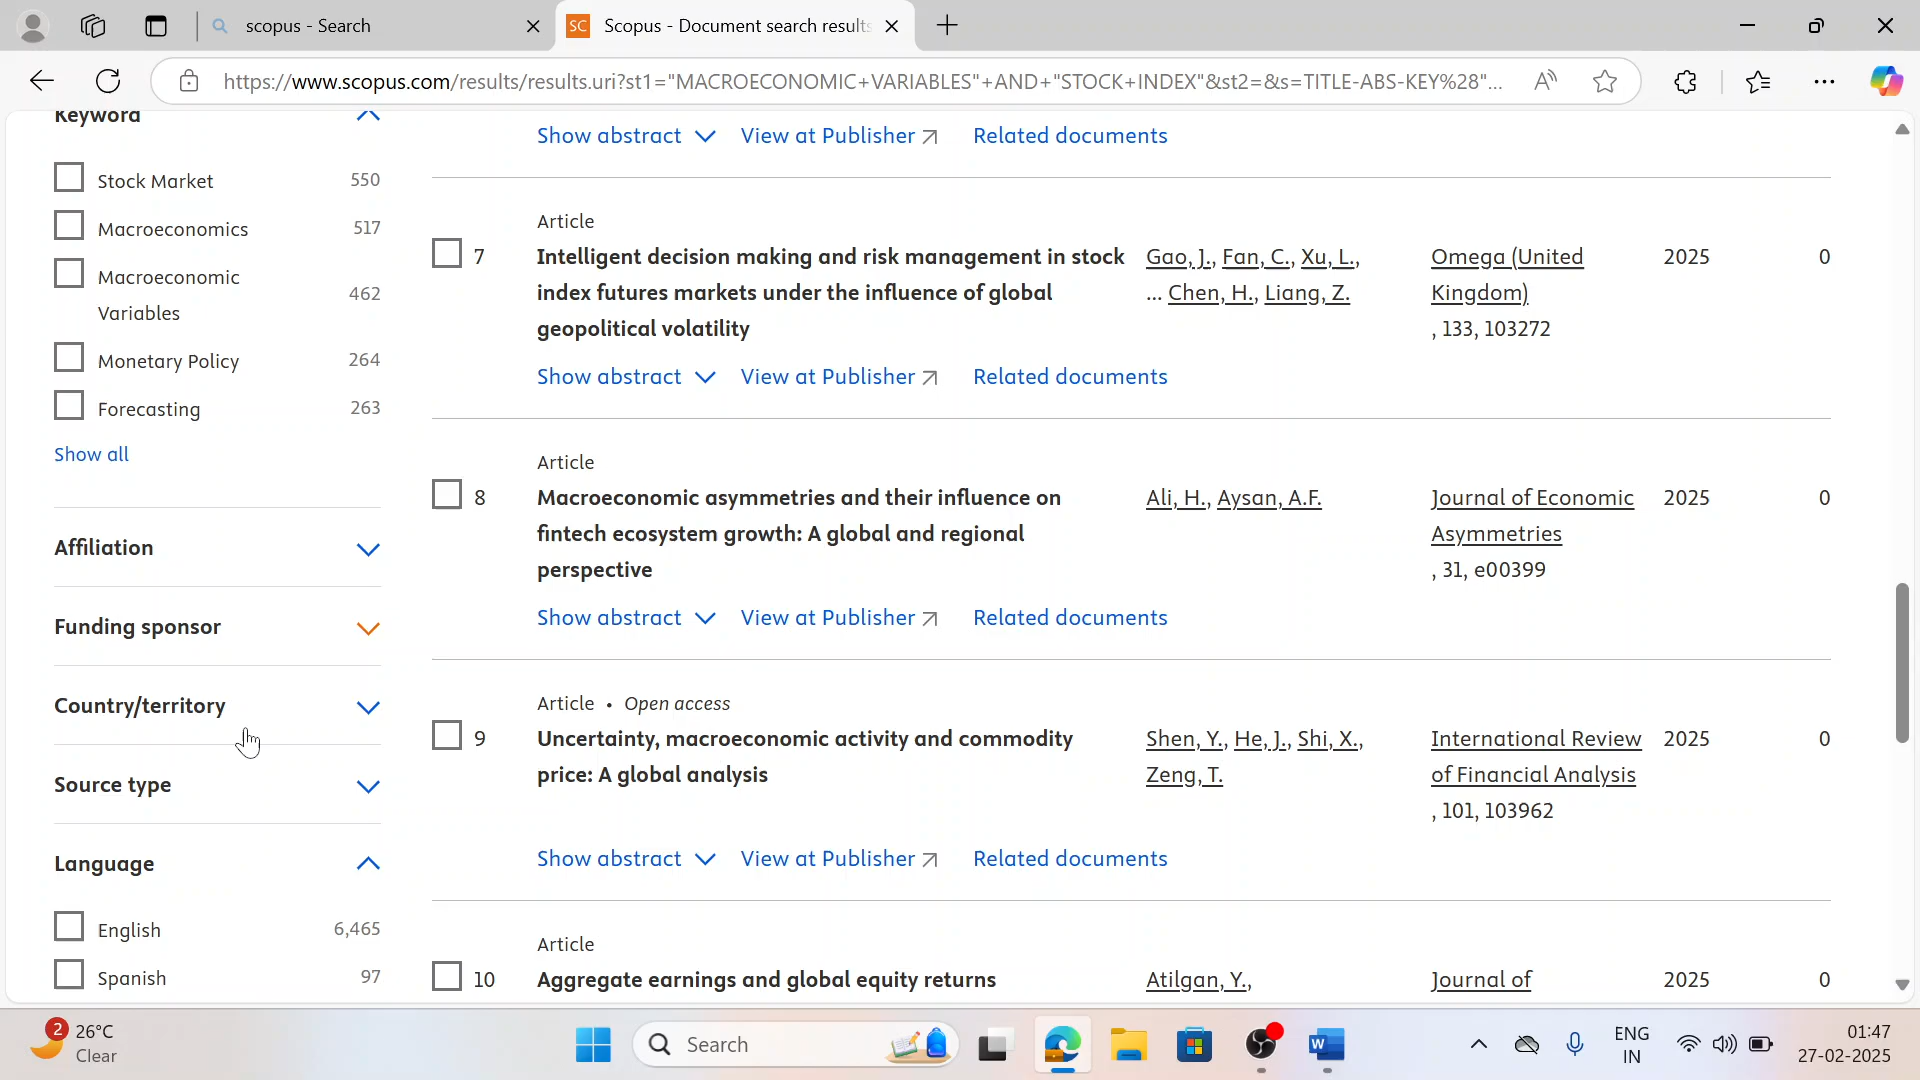 scopus - Search
SC
Scopus - Document search results
https://www.scopus.com/results/results.uri?st1="MACROECONOMIC+VARIABLES"+AND+"STOCK+INDEX"&st2=&s=TITLE-ABS-KEY%28"...
Keyword
Stock Market 550
Macroeconomics 517
Macroeconomic
Variables 462
Monetary Policy 264
Forecasting 263
Show all
Affiliation
Funding sponsor
Country/territory
Source type
Language
English 6,465
Spanish 97
Show abstract View at Publisher Related documents
Article
7 Intelligent decision making and risk management in stock Gao, J., Fan, C., Xu, L., Omega (United 2025 0
index futures markets under the influence of global ... Chen, H., Liang, Z. Kingdom)
geopolitical volatility , 133, 103272
Show abstract View at Publisher Related documents
Article
8 Macroeconomic asymmetries and their influence on Ali, H., Aysan, A.F. Journal of Economic 2025 0
fintech ecosystem growth: A global and regional Asymmetries
perspective , 31, e00399
Show abstract View at Publisher Related documents
Article • Open access
9 Uncertainty, macroeconomic activity and commodity Shen, Y., He, J., Shi, X., International Review 2025 0
price: A global analysis Zeng, T. of Financial Analysis
, 101, 103962
Show abstract View at Publisher Related documents
Article
10 Aggregate earnings and global equity returns Atilgan, Y., Journal of 2025 0
2 26°C
Clear
Search
W
ENG
IN
01:47
27-02-2025